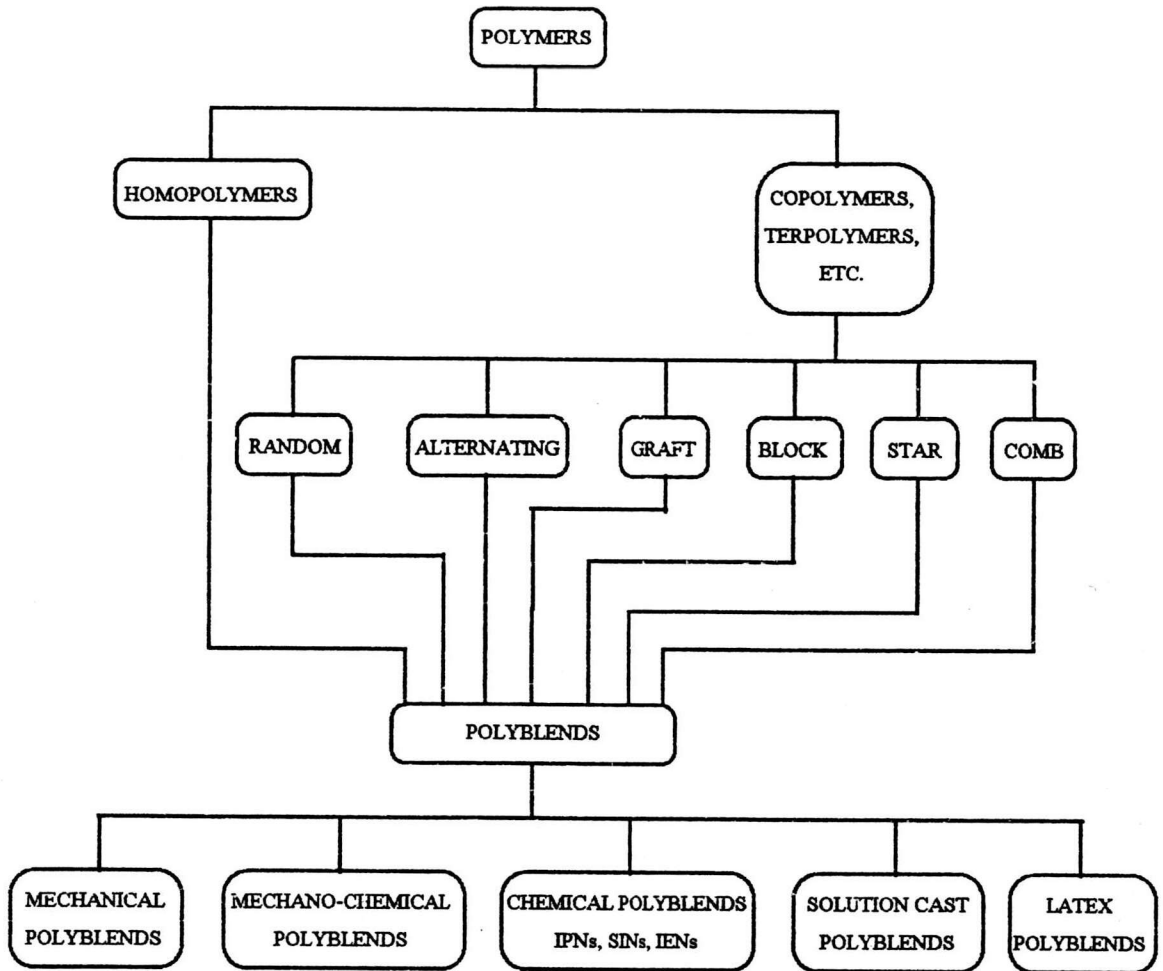 POLYMERS
HOMOPOLYMERS
COPOLYMERS,
TERPOLYMERS,
ETC.
RANDOM
ALTERNATING
GRAFT
BLOCK
STAR
COMB
POLYBLENDS
MECHANICAL
POLYBLENDS
MECHANO-CHEMICAL
POLYBLENDS
CHEMICAL POLYBLENDS
IPNs, SINs, IENs
SOLUTION CAST
POLYBLENDS
LATEX
POLYBLENDS